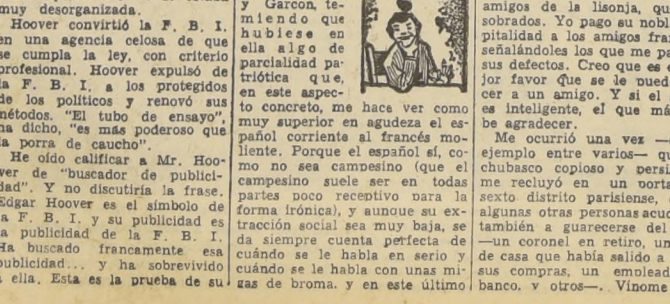 muy desorganizada.
Hoover convirtió la F. B. I.
en una agencia celosa de que
se cumpla la ley, con criterio
profesional. Hoover expulsó de
la F. B. I. a los protegidos
de los políticos y renovó sus
métodos. "El tubo de ensayo",
ha dicho, "es más poderoso que
la porra de caucho".
He oído calificar a Mr. Hoo-
ver de "buscador de publici-
dad". Y no discutiría la frase.
Edgar Hoover es el símbolo de
la F. B. I. y su publicidad es
la publicidad de la F. B. I.
Ha buscado francamente esa
publicidad... y ha sobrevivido
a ella. Esta es la prueba de su
y Garcon, te-
miendo que
hubiese en
ella algo de
parcialidad pa-
triótica que,
en este aspec-
to concreto, me hace ver como
muy superior en agudeza el es-
pañol corriente al francés mo-
liente. Porque el español sí, co-
mo no sea campesino (que el
campesino suele ser en todas
partes poco receptivo para la
forma irónica), y aunque su ex-
tracción social sea muy baja, se
da siempre cuenta perfecta de
cuándo se le habla en serio y
cuándo se le habla con unas mi-
gas de broma, y en este último
amigos de la lisonja, qu
sobrados. Yo pago su nobl
pitalidad a los amigos fra
señalándoles los que me p
sus defectos. Creo que es e
jor favor que se le pued
cer a un amigo. Y si el
es inteligente, el que má
be agradecer.
Me ocurrió una vez —
ejemplo entre varios— q
chubasco copioso y persi
me recluyó en un porta
sexto distrito parisiense,
algunas otras personas acu
también a guarecerse del
—un coronel en retiro, un
de casa que había salido a
sus compras, un emplead
banco, y otros—. Vínome